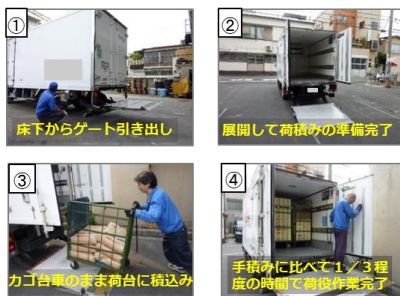 ①
床下からゲート引き出し
②
展開して荷積みの準備完了
③
カゴ台車のまま荷台に積込み
④
手積みに比べて１／３程
度の時間で荷役作業完了